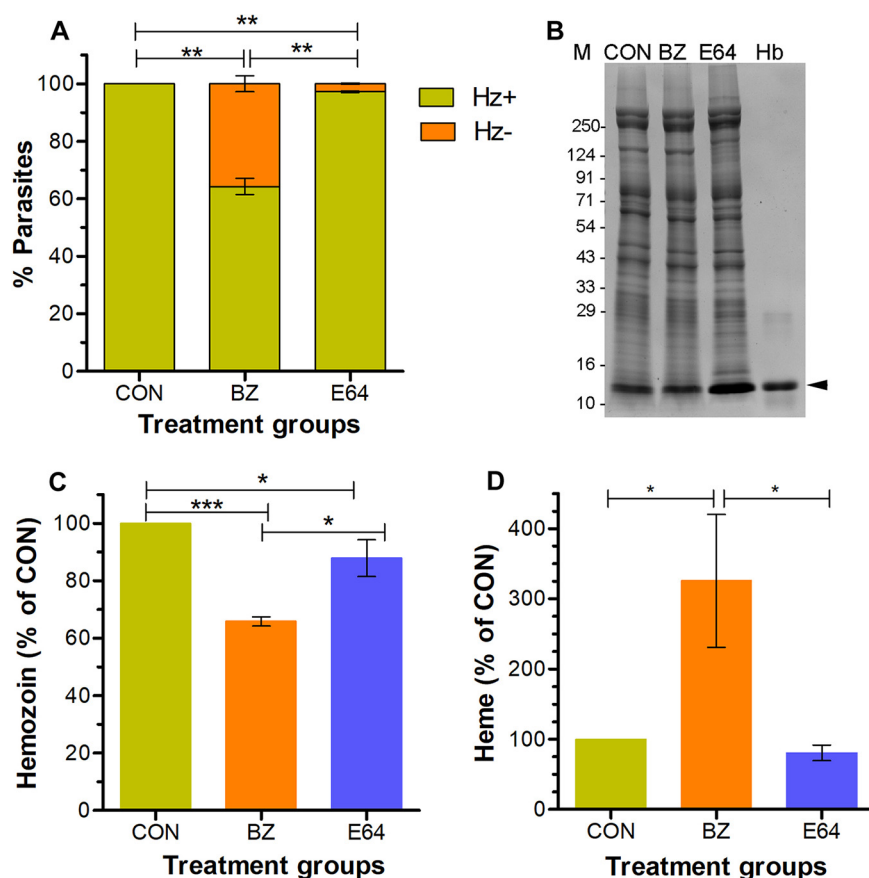 A
**
** **
% Parasites
100
80
60
40
20
0
CON BZ E64
Treatment groups
Hz+
Hz-
B
M CON BZ E64 Hb
250
124
91
71
54
43
33
29
16
10
C
*
***
*
Hemozoin (% of CON)
100
80
60
40
20
0
CON BZ E64
Treatment groups
D
* *
Heme (% of CON)
400
300
200
100
0
CON BZ E64
Treatment groups